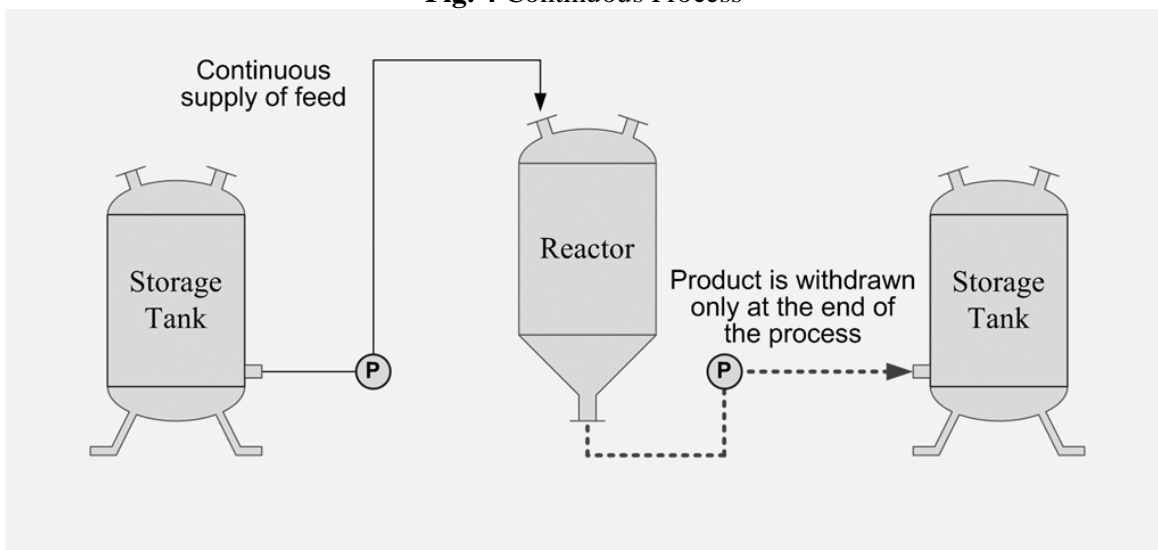 Fig. 4 Continuous Process
Continuous
supply of feed
Storage
Tank
P
Reactor
Product is withdrawn
only at the end of
the process
P
Storage
Tank